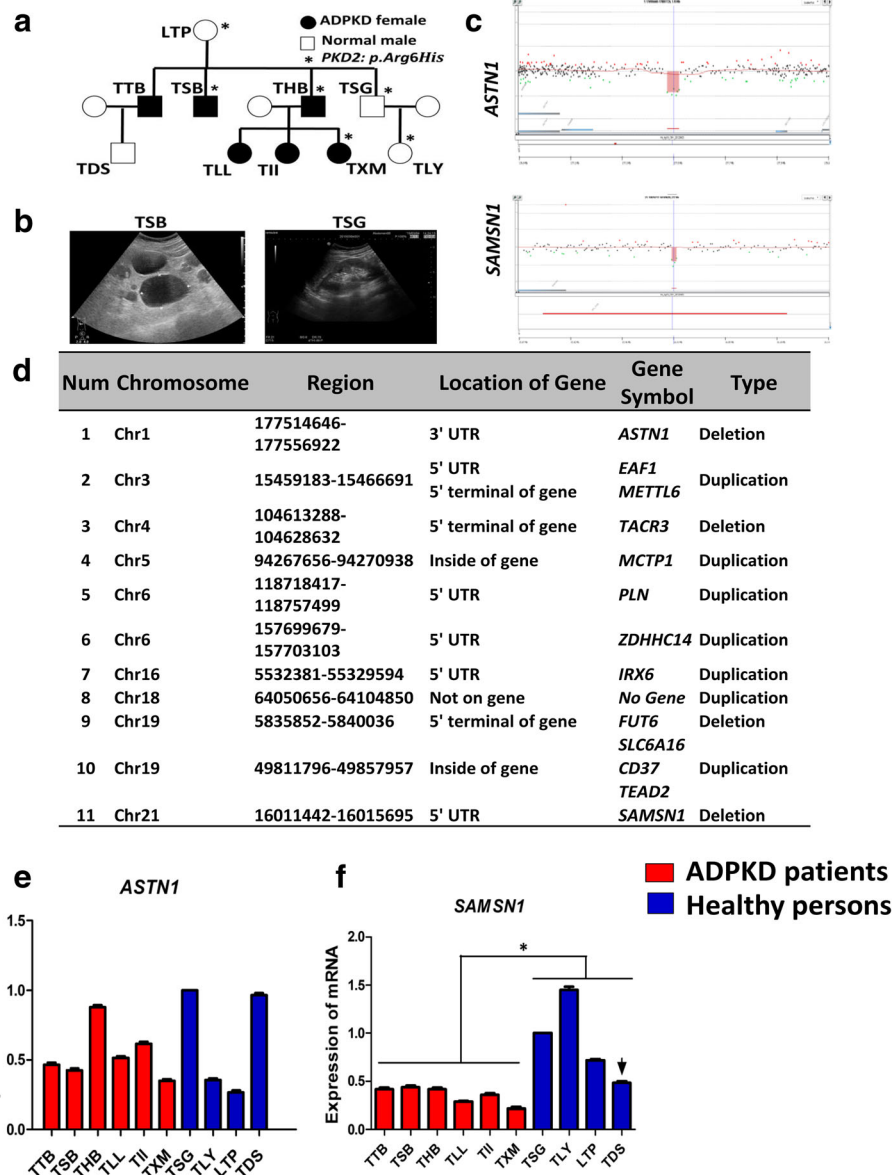 a
LTP
*
ADPKD female
Normal male
* PKD2: p.Arg6His
TTB
TSB
*
THB
*
TSG
*
TDS
TLL
TII
*
TXM
*
TLY
b
TSB
TSG
c
ASTN1
SAMSN1
d
Num Chromosome Region Location of Gene Gene Symbol Type
1 Chr1 177514646-177556922 3' UTR ASTN1 Deletion
2 Chr3 15459183-15466691 5' UTR EAF1 Duplication
5' terminal of gene METTL6
3 Chr4 104613288-104628632 5' terminal of gene TACR3 Deletion
4 Chr5 94267656-94270938 Inside of gene MCTP1 Duplication
5 Chr6 118718417-118757499 5' UTR PLN Duplication
6 Chr6 157699679-157703103 5' UTR ZDHHC14 Duplication
7 Chr16 5532381-55329594 5' UTR IRX6 Duplication
8 Chr18 64050656-64104850 Not on gene No Gene Duplication
9 Chr19 5835852-5840036 5' terminal of gene FUT6 Deletion
SLC6A16
10 Chr19 49811796-49857957 Inside of gene CD37 Duplication
TEAD2
11 Chr21 16011442-16015695 5' UTR SAMSN1 Deletion
e
ASTN1
1.5
1.0
0.5
0.0
TTB TSB THB TLL TII TXM TSG TLY LTP TDS
f
SAMSN1
ADPKD patients
Healthy persons
Expression of mRNA
2.0
1.5
1.0
0.5
0.0
*
TTB TSB THB TLL TII TXM TSG TLY LTP TDS